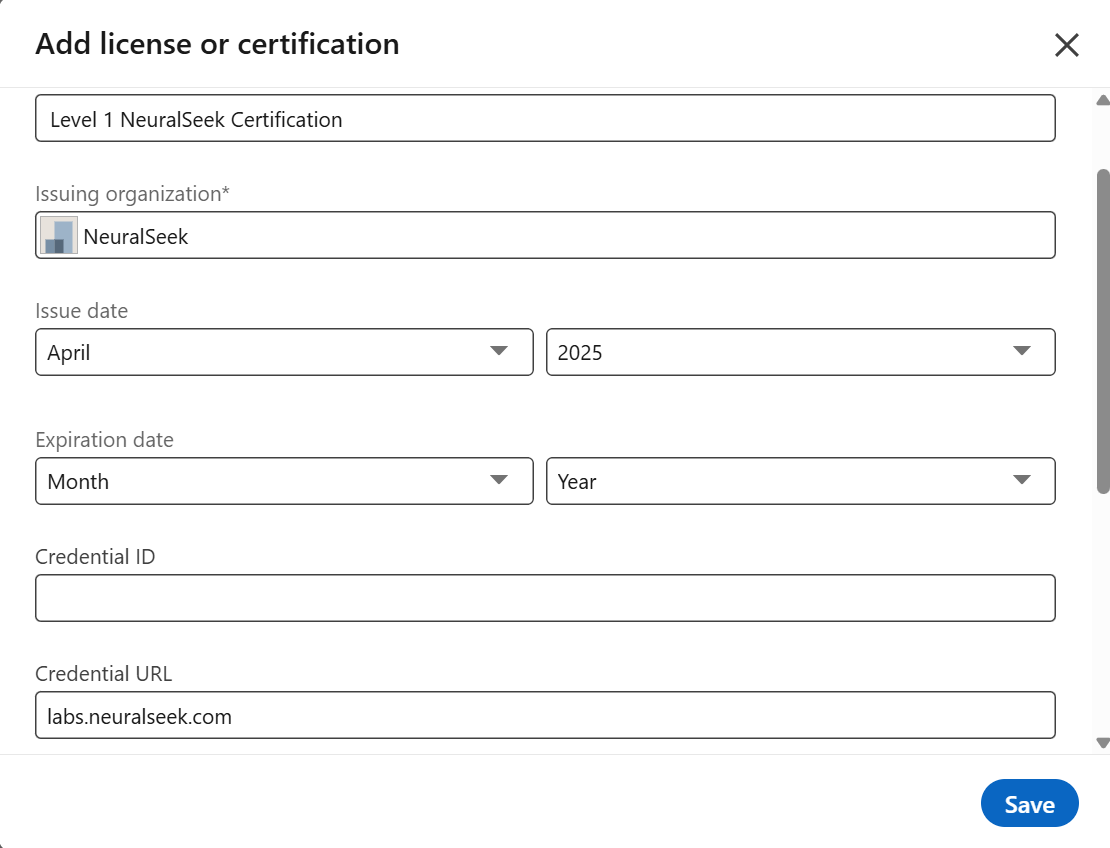 Add license or certification
Level 1 NeuralSeek Certification
Issuing organization*
NeuralSeek
Issue date
April 2025
Expiration date
Month Year
Credential ID
Credential URL
labs.neuralseek.com
Save